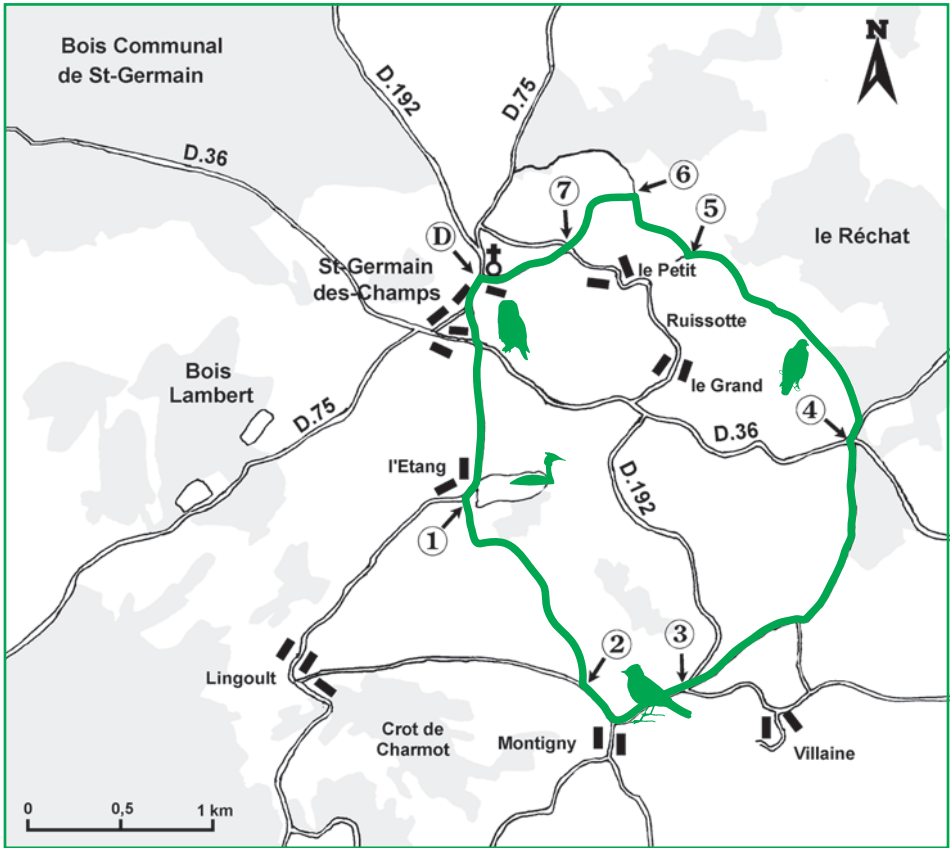 Bois Communal
de St-Germain
N
D.192
D.75
D.36
6
7
5
D
le Réchat
St-Germain
des-Champs
le Petit
Ruissotte
Bois
Lambert
le Grand
D.75
4
D.36
l'Etang
D.192
1
2
3
Lingoult
Crot de
Charmot
Montigny
Villaine
0 0,5 1 km